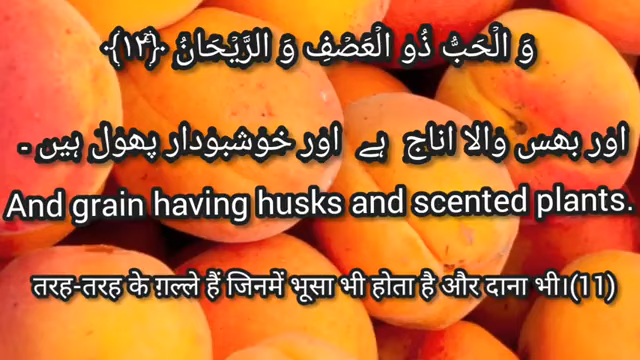 وَ الْحَبُّ ذُو الْعَصْفِ وَ الرَّیْحَانُ ﴿ۚ۱۲﴾
اور بھس والا اناج ہے اور خوشبودار پھول ہیں ۔
And grain having husks and scented plants.
तरह-तरह के ग़ल्ले हैं जिनमें भूसा भी होता है और दाना भी।(11)